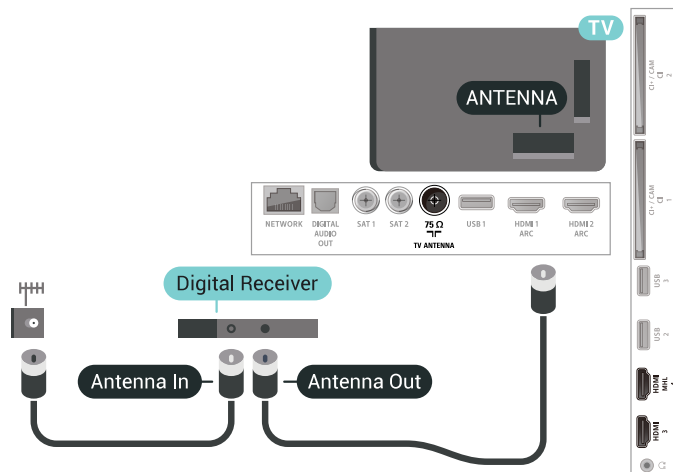 TV
ANTENNA
NETWORK
DIGITAL
AUDIO
OUT
SAT 1
SAT 2
75 Ω
TV ANTENNA
USB 1
HDMI 1
ARC
HDMI 2
ARC
Digital Receiver
Antenna In
Antenna Out
CI+ / CAM
CI
2
CI+ / CAM
CI
1
USB
3
USB
2
HDMI
MHL
HDMI
3